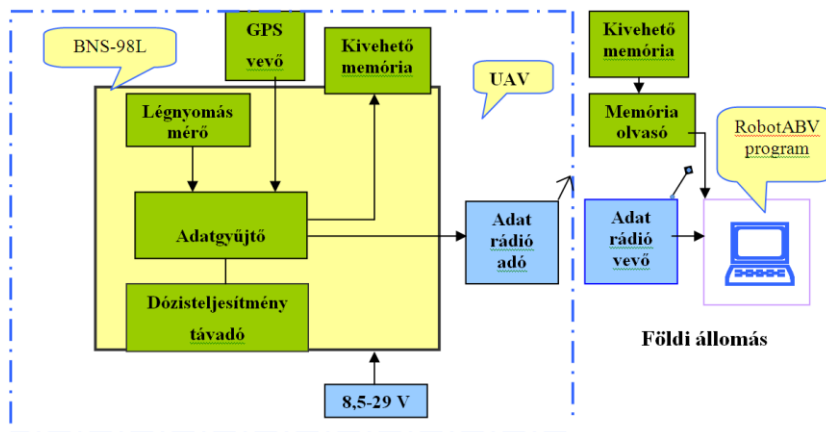 BNS-98L
GPS
vevő
Kivehető
memória
UAV
Légnyomás
mérő
Adatgyűjtő
Dózisteljesítmény
távadó
8,5-29 V
Adat
rádió
adó
Kivehető
memória
Memória
olvasó
RobotABV
program
Adat
rádió
vevő
Földi állomás